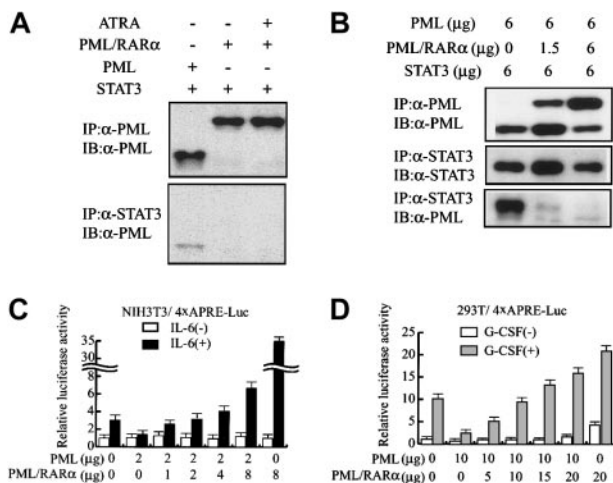 A
ATRA - - +
PML/RARα - + +
PML + - -
STAT3 + + +
IP:α-PML
IB:α-PML
IP:α-STAT3
IB:α-PML
B
PML (μg) 6 6 6
PML/RARα (μg) 0 1.5 6
STAT3 (μg) 6 6 6
IP:α-PML
IB:α-PML
IP:α-STAT3
IB:α-STAT3
IP:α-STAT3
IB:α-PML
C
NIH3T3/ 4xAPRE-Luc
IL-6(-)
IL-6(+)
Relative luciferase activity
35
30
8
6
4
2
0
PML 0 2 2 2 2 2 0
(μg)
PML/RARα 0 0 1 2 4 8 8
(μg)
D
293T/ 4xAPRE-Luc
G-CSF(-)
G-CSF(+)
Relative luciferase activity
25
20
15
10
5
0
PML 0 10 10 10 10 10 0
(μg)
PML/RARα 0 0 5 10 15 20 20
(μg)